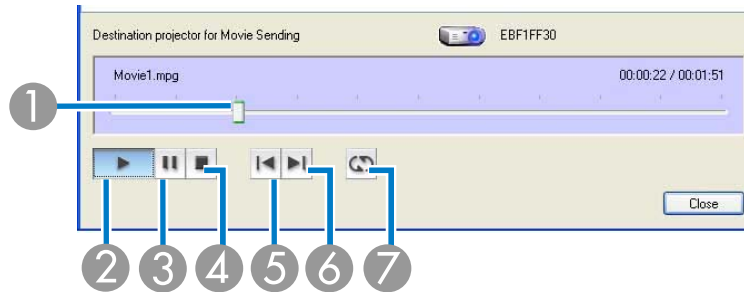 Destination projector for Movie Sending EBF1FF30
Movie1.mpg 00:00:22 / 00:01:51
1
2 3 4 5 6 7
Close